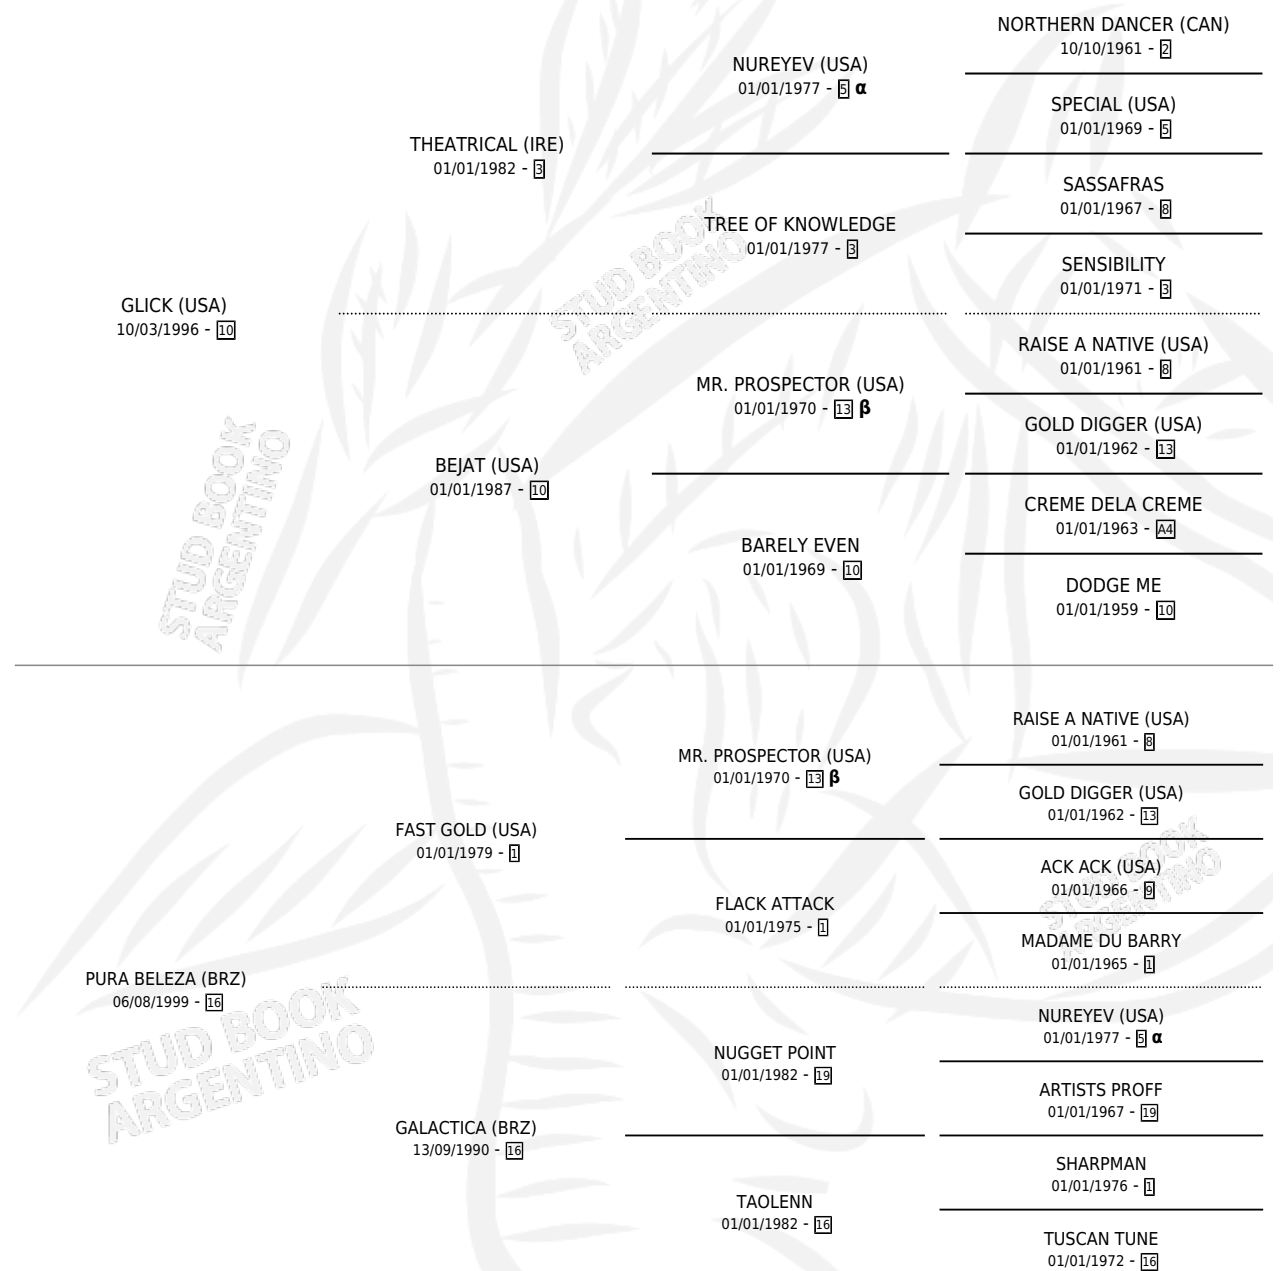 NORTHERN DANCER (CAN)
10/10/1961 - 2
NUREYEV (USA)
01/01/1977 - 5 α
SPECIAL (USA)
01/01/1969 - 5
THEATRICAL (IRE)
01/01/1982 - 3
SASSAFRAS
01/01/1967 - 8
TREE OF KNOWLEDGE
01/01/1977 - 3
SENSIBILITY
01/01/1971 - 3
GLICK (USA)
10/03/1996 - 10
RAISE A NATIVE (USA)
01/01/1961 - 8
MR. PROSPECTOR (USA)
01/01/1970 - 13 β
GOLD DIGGER (USA)
01/01/1962 - 13
BEJAT (USA)
01/01/1987 - 10
CREME DELA CREME
01/01/1963 - A4
BARELY EVEN
01/01/1969 - 10
DODGE ME
01/01/1959 - 10
STUD BOOK
ARGENTINO
STUD BOOK
ARGENTINO
RAISE A NATIVE (USA)
01/01/1961 - 8
MR. PROSPECTOR (USA)
01/01/1970 - 13 β
GOLD DIGGER (USA)
01/01/1962 - 13
FAST GOLD (USA)
01/01/1979 - 1
ACK ACK (USA)
01/01/1966 - 9
FLACK ATTACK
01/01/1975 - 1
MADAME DU BARRY
01/01/1965 - 1
PURA BELEZA (BRZ)
06/08/1999 - 16
NUREYEV (USA)
01/01/1977 - 5 α
NUGGET POINT
01/01/1982 - 19
ARTISTS PROFF
01/01/1967 - 19
GALACTICA (BRZ)
13/09/1990 - 16
SHARPMAN
01/01/1976 - 1
TAOLENN
01/01/1982 - 16
TUSCAN TUNE
01/01/1972 - 16
STUD BOOK
ARGENTINO
STUD BOOK
ARGENTINO